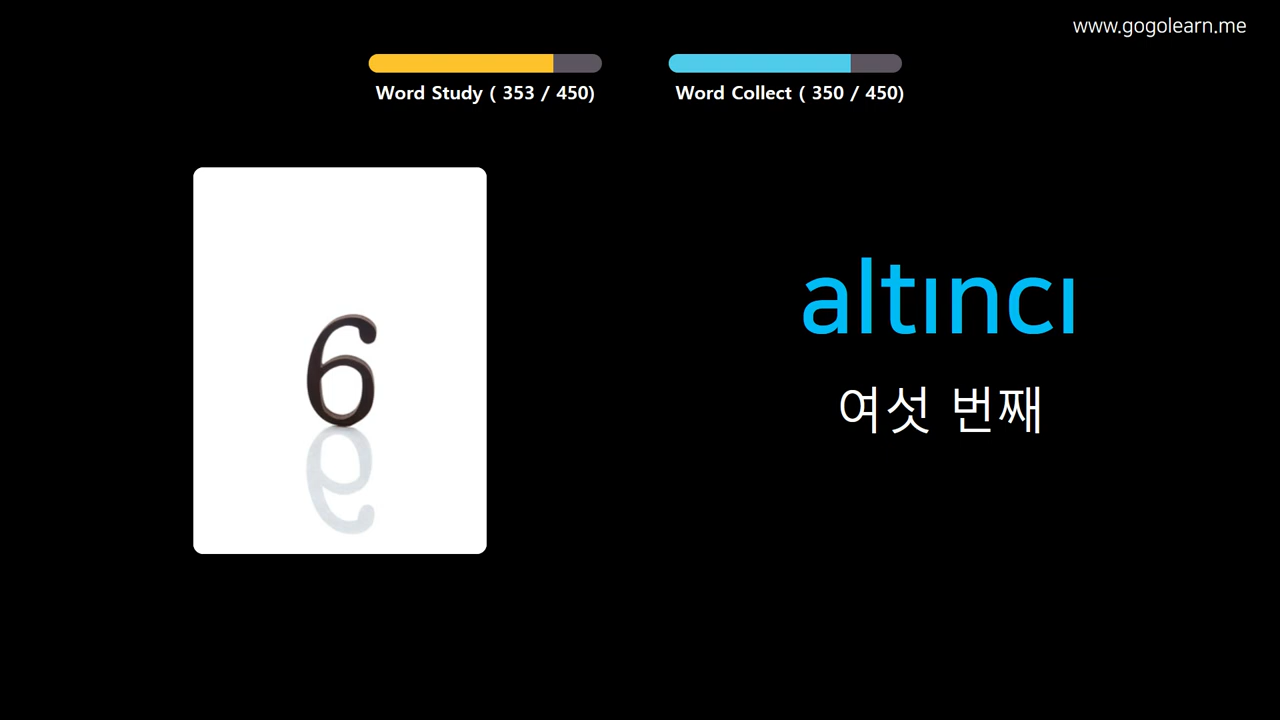 www.gogolearn.me
Word Study ( 353 / 450)
Word Collect ( 350 / 450)
6
altıncı
여섯 번째